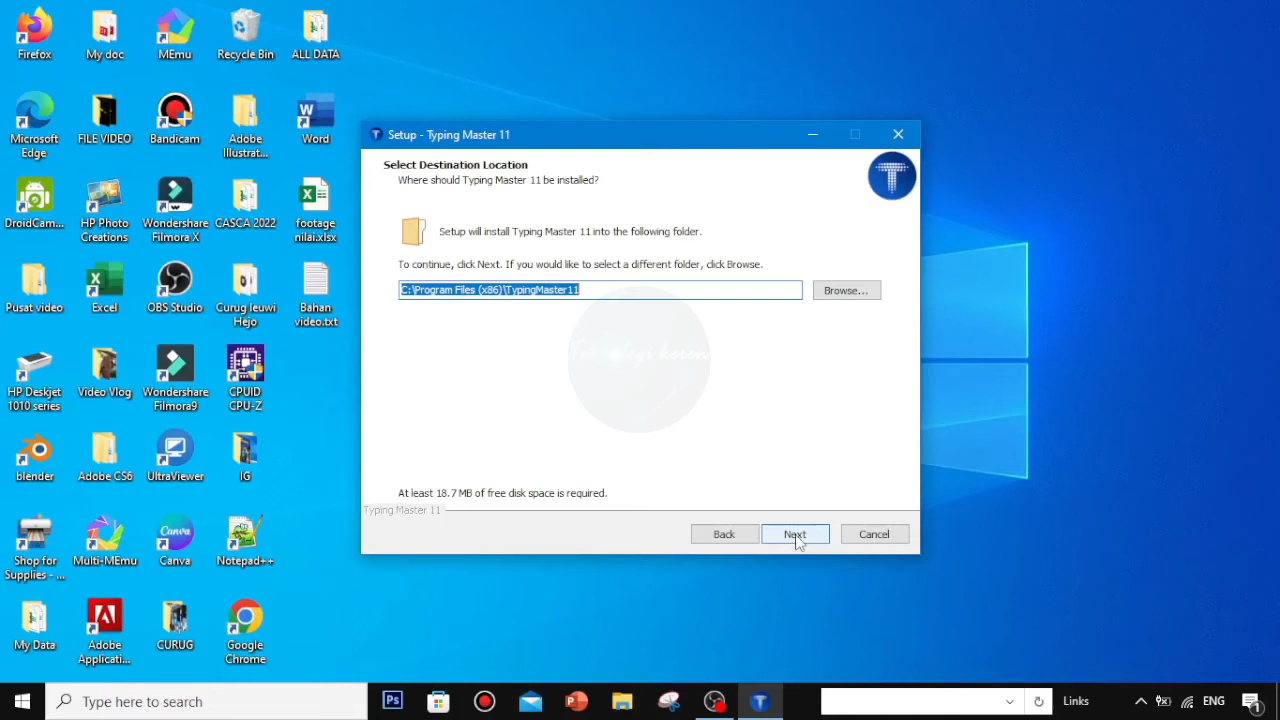 Firefox
My doc
MEmu
Recycle Bin
ALL DATA
Microsoft
Edge
FILE VIDEO
Bandicam
Adobe
Illustrat...
Word
DroidCam...
HP Photo
Creations
Wondershare
Filmora X
CASCA 2022
footage
nilai.xlsx
Pusat video
Excel
OBS Studio
Curug leuwi
Hejo
Bahan
video.txt
HP Deskjet
1010 series
Video Vlog
Wondershare
Filmora9
CPUID
CPU-Z
blender
Adobe CS6
UltraViewer
IG
Shop for
Supplies - ...
Multi-MEmu
Canva
Notepad++
My Data
Adobe
Applicati...
CURUG
Google
Chrome
Setup - Typing Master 11
Select Destination Location
Where should Typing Master 11 be installed?
Setup will install Typing Master 11 into the following folder.
To continue, click Next. If you would like to select a different folder, click Browse.
C:\Program Files (x86)\TypingMaster11
Browse...
Teknologi keren
At least 18.7 MB of free disk space is required.
Typing Master 11
Back
Next
Cancel
Type here to search
Ps
Links
ENG
1